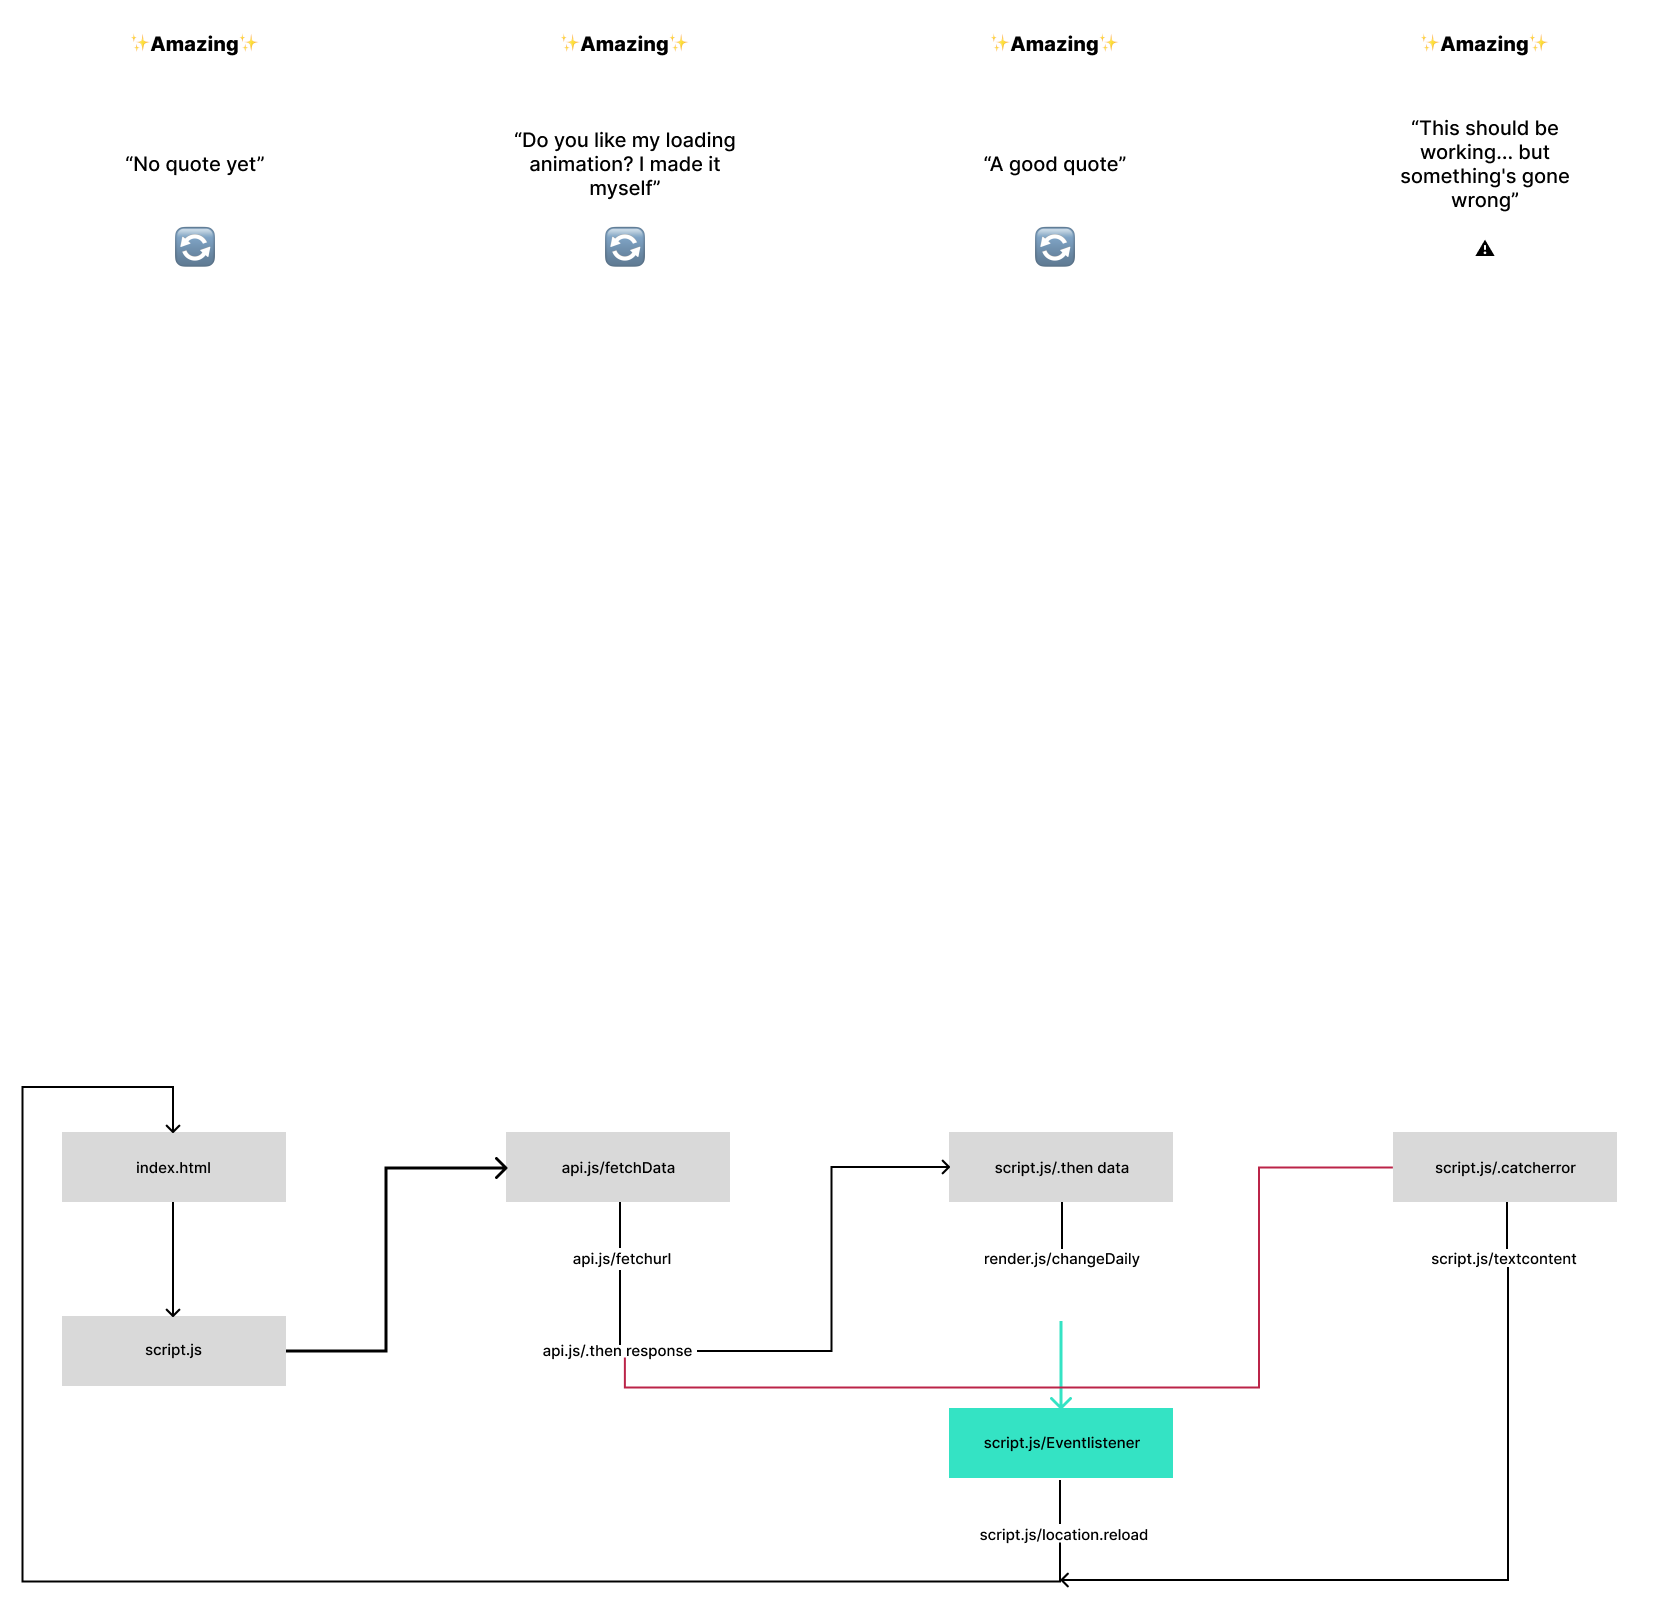 ✨Amazing✨
“No quote yet”
✨Amazing✨
“Do you like my loading
animation? I made it
myself”
✨Amazing✨
“A good quote”
✨Amazing✨
“This should be
working... but
something's gone
wrong”
index.html
script.js
api.js/fetchData
api.js/fetchurl
api.js/.then response
script.js/.then data
render.js/changeDaily
script.js/Eventlistener
script.js/location.reload
script.js/.catcherror
script.js/textcontent